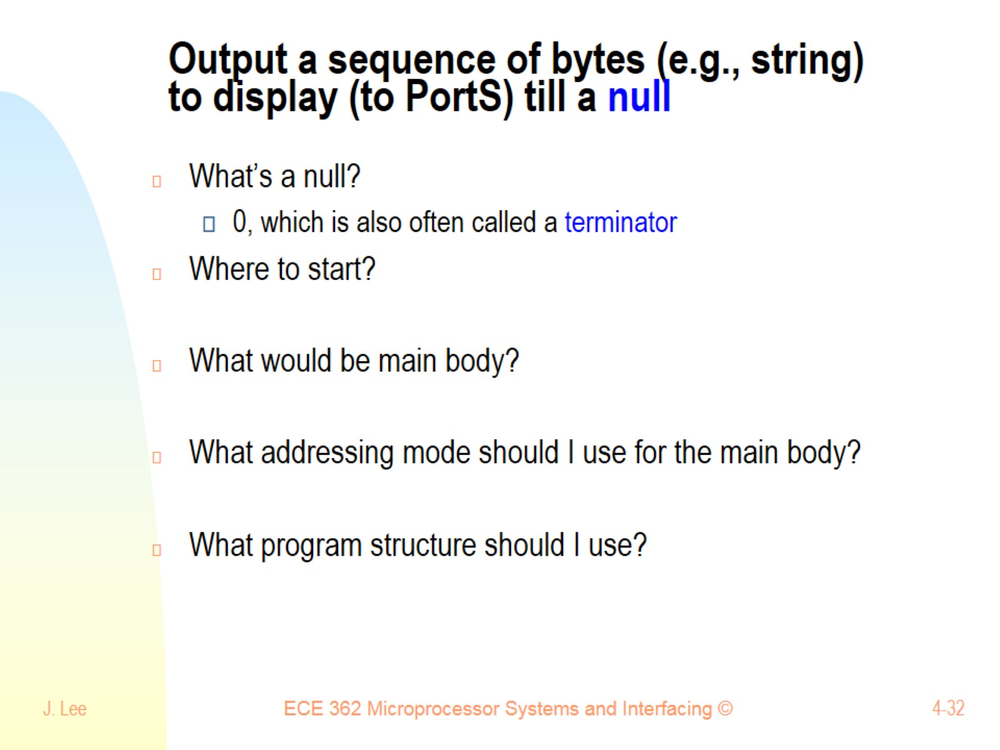 Output a sequence of bytes (e.g., string)
to display (to PortS) till a null
What’s a null?
0, which is also often called a terminator
Where to start?
What would be main body?
What addressing mode should I use for the main body?
What program structure should I use?
J. Lee
ECE 362 Microprocessor Systems and Interfacing ©
4-32